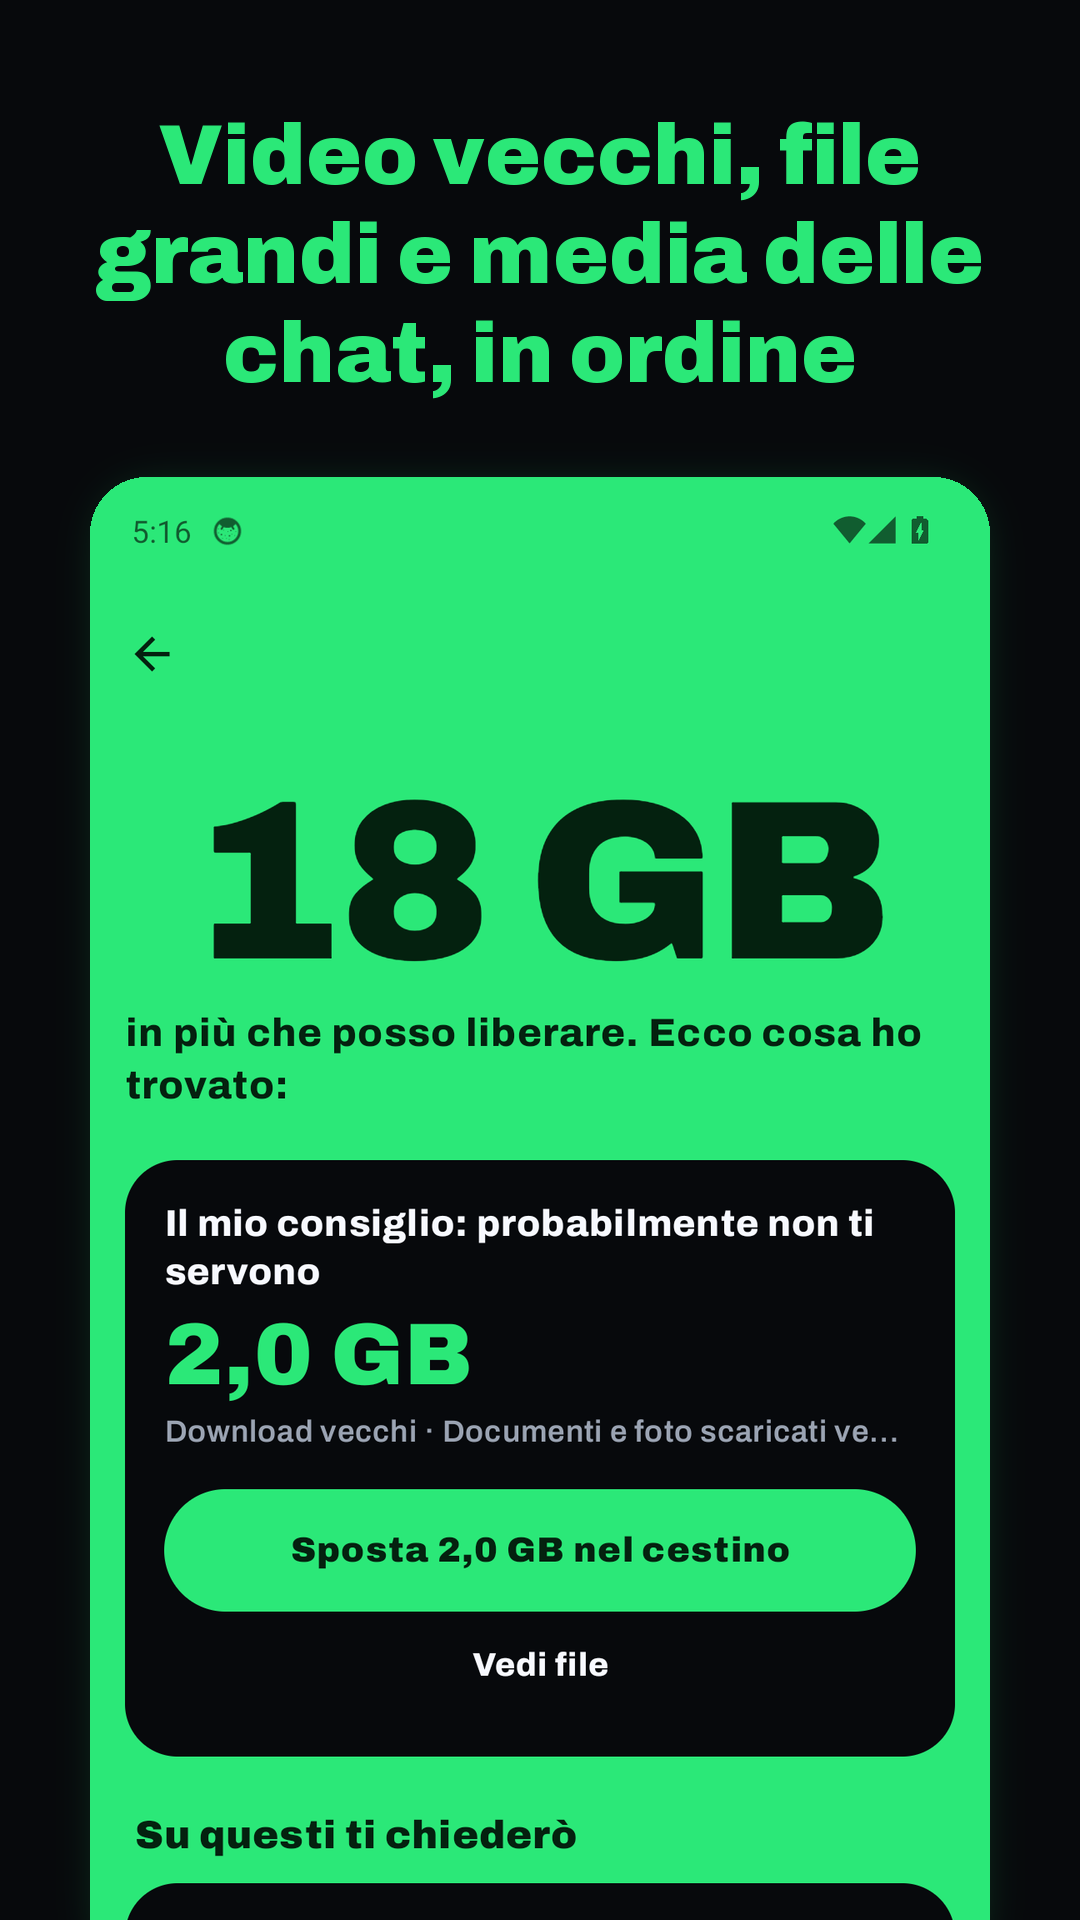 Video vecchi, file
grandi e media delle
chat, in ordine
5:16
18 GB
in più che posso liberare. Ecco cosa ho
trovato:
Il mio consiglio: probabilmente non ti
servono
2,0 GB
Download vecchi · Documenti e foto scaricati ve...
Sposta 2,0 GB nel cestino
Vedi file
Su questi ti chiederò